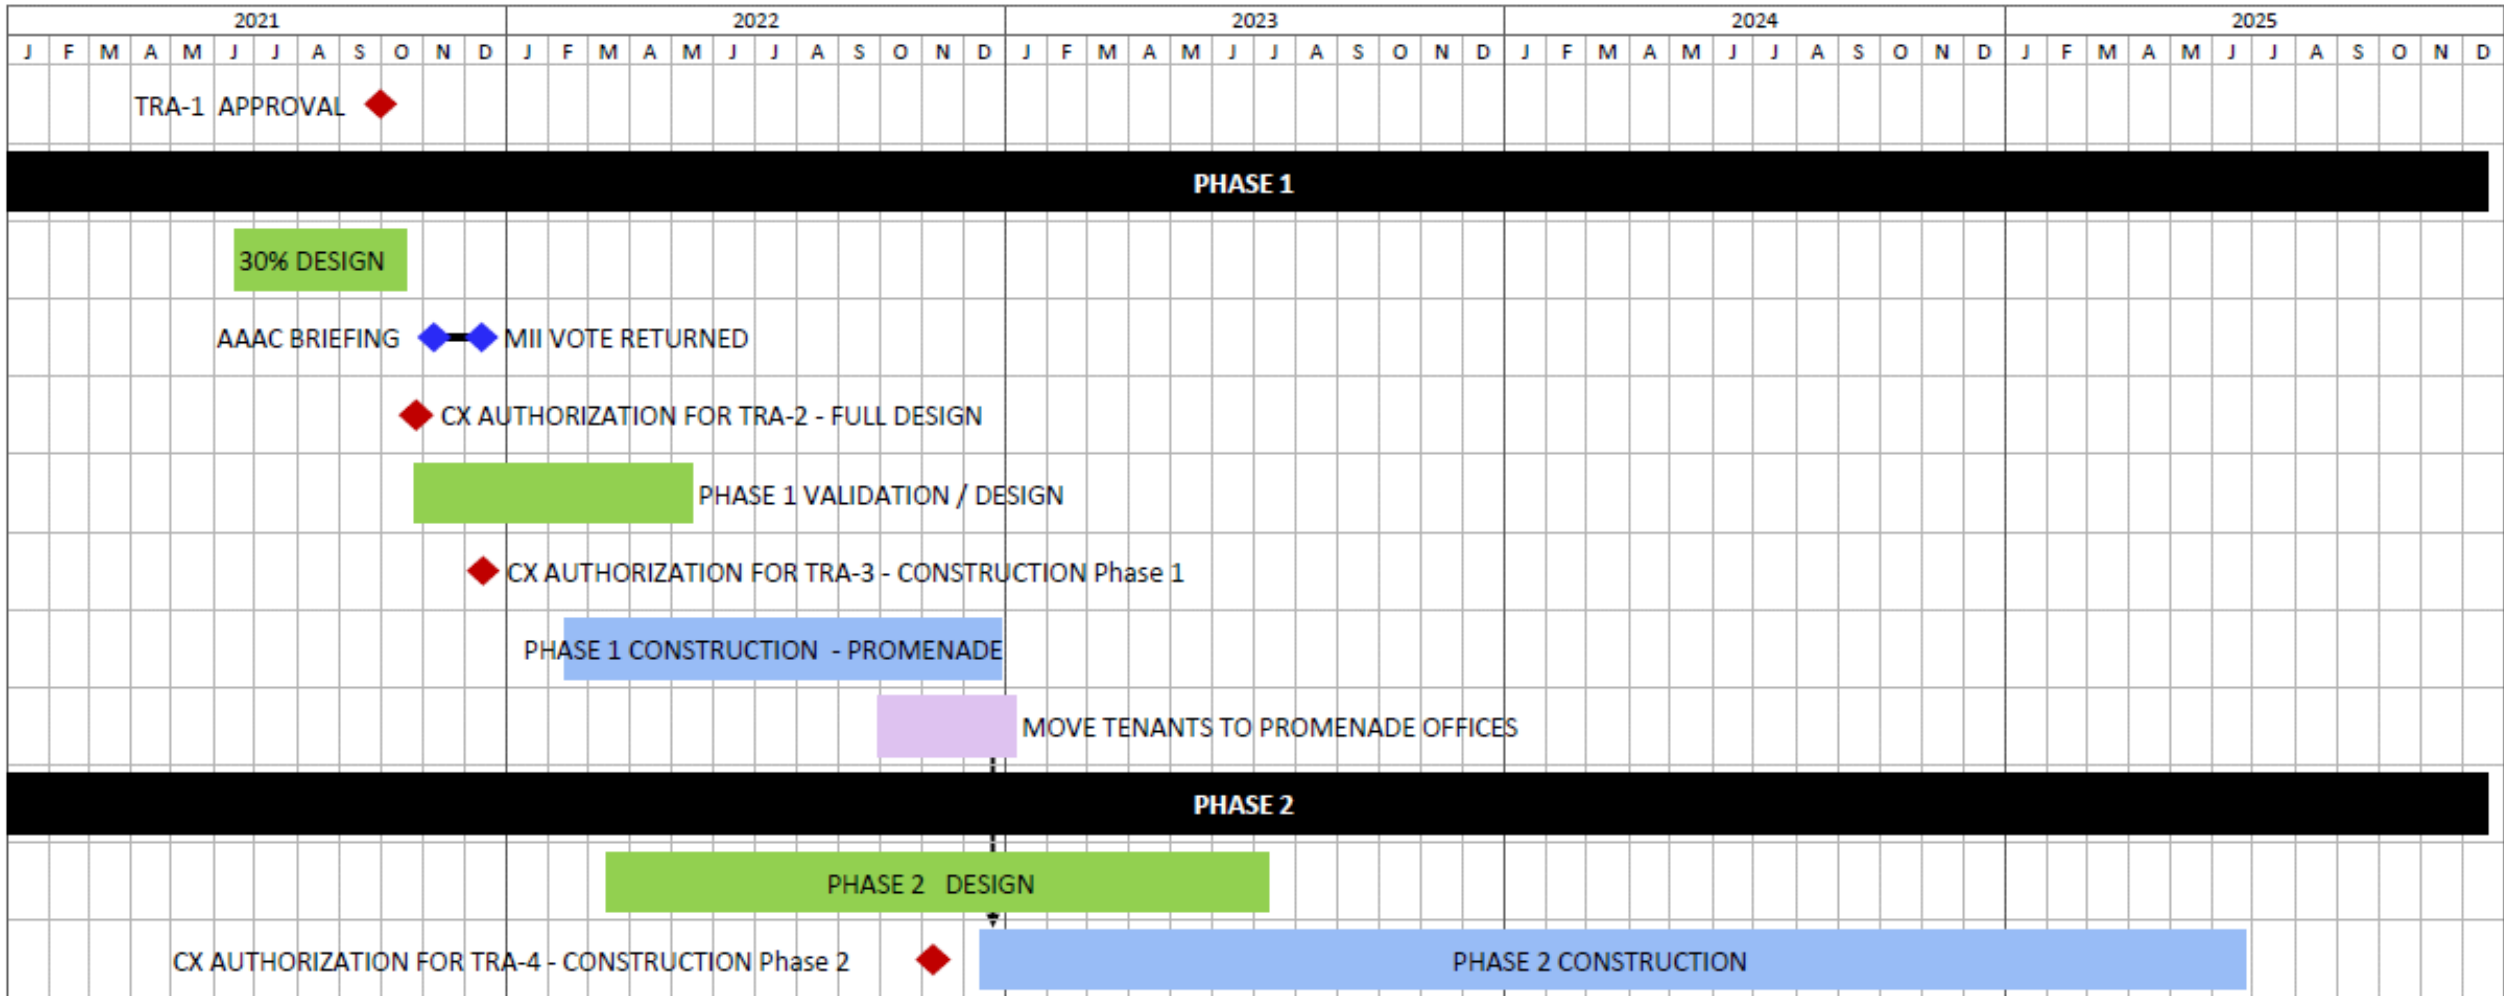 2021 2022 2023 2024 2025
J F M A M J J A S O N D J F M A M J J A S O N D J F M A M J J A S O N D J F M A M J J A S O N D J F M A M J J A S O N D
TRA-1 APPROVAL
PHASE 1
30% DESIGN
AAAC BRIEFING MII VOTE RETURNED
CX AUTHORIZATION FOR TRA-2 - FULL DESIGN
PHASE 1 VALIDATION / DESIGN
CX AUTHORIZATION FOR TRA-3 - CONSTRUCTION Phase 1
PHASE 1 CONSTRUCTION - PROMENADE
MOVE TENANTS TO PROMENADE OFFICES
PHASE 2
PHASE 2 DESIGN
CX AUTHORIZATION FOR TRA-4 - CONSTRUCTION Phase 2 PHASE 2 CONSTRUCTION